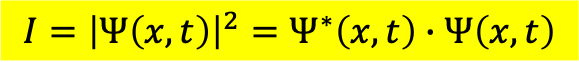 I = |Ψ(x, t)|² = Ψ*(x, t) · Ψ(x, t)